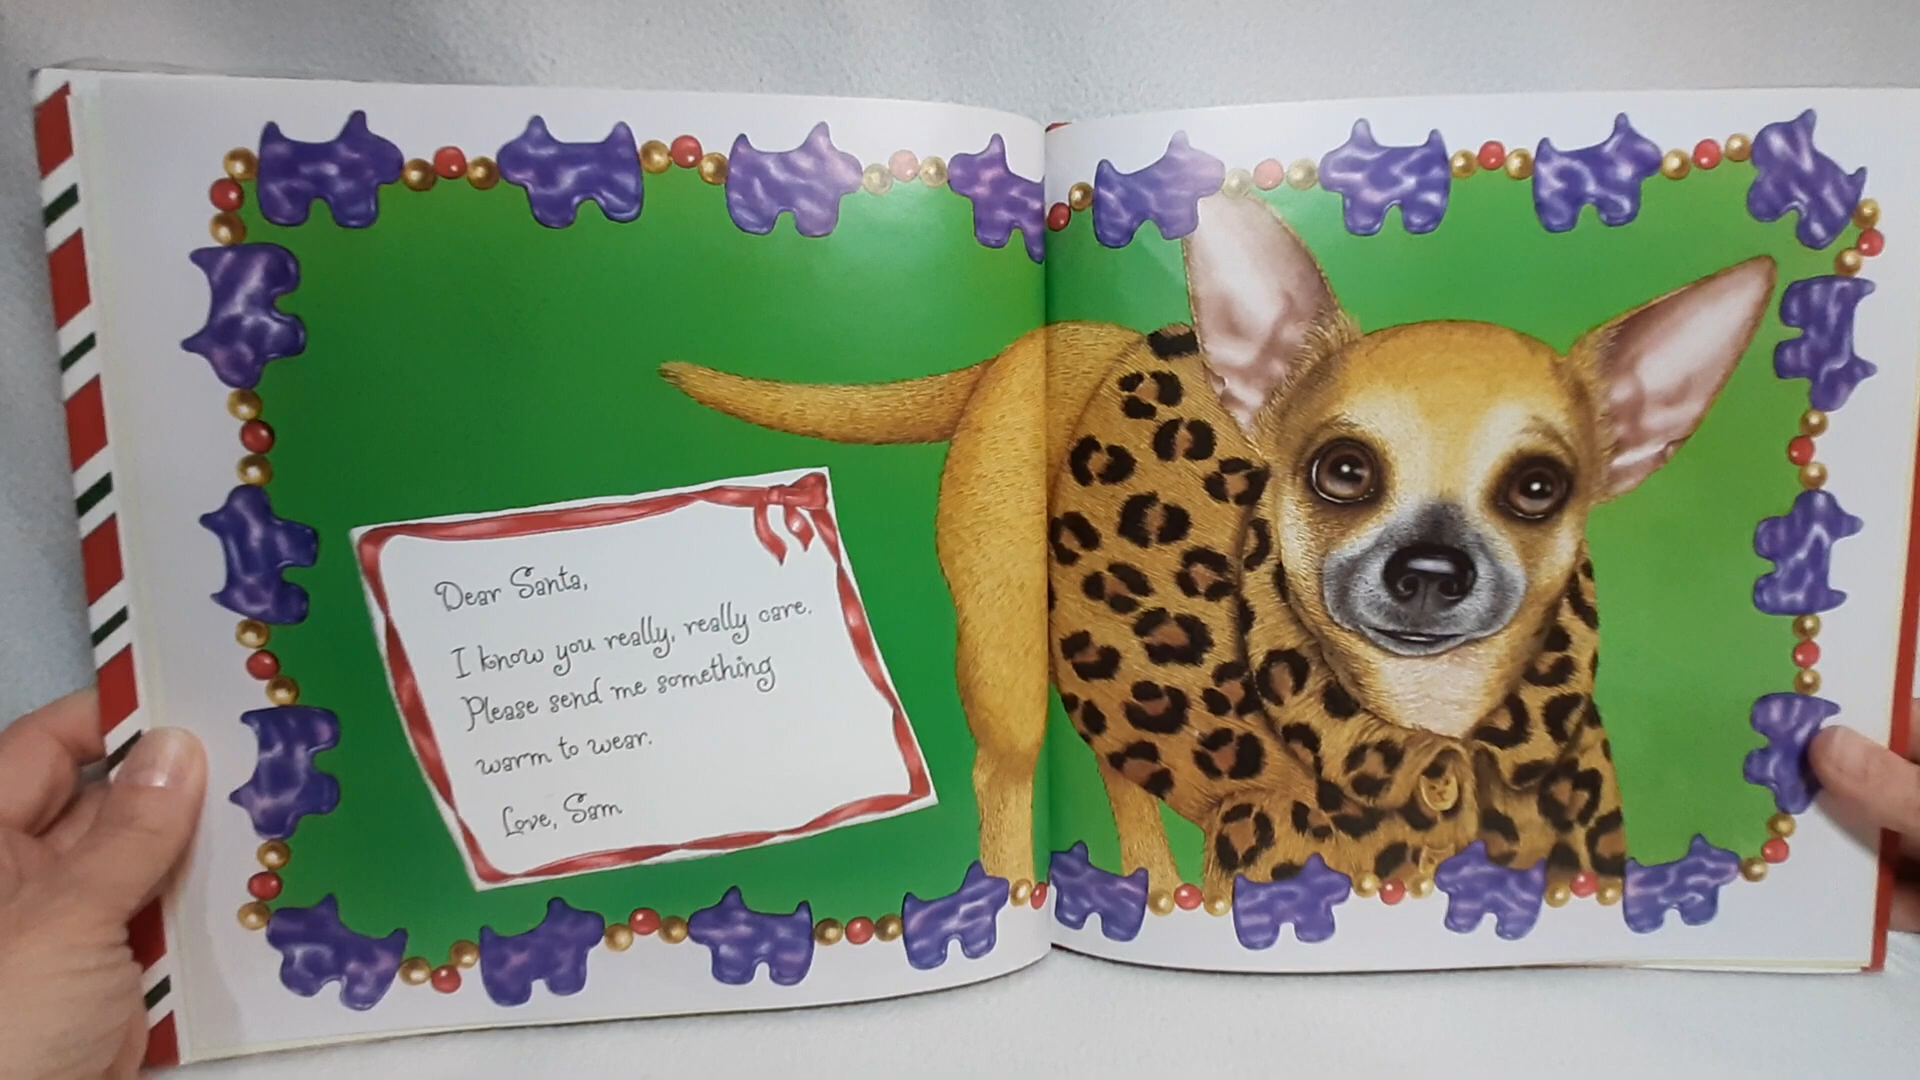 Dear Santa,
I know you really, really care.
Please send me something
warm to wear.
Love, Sam